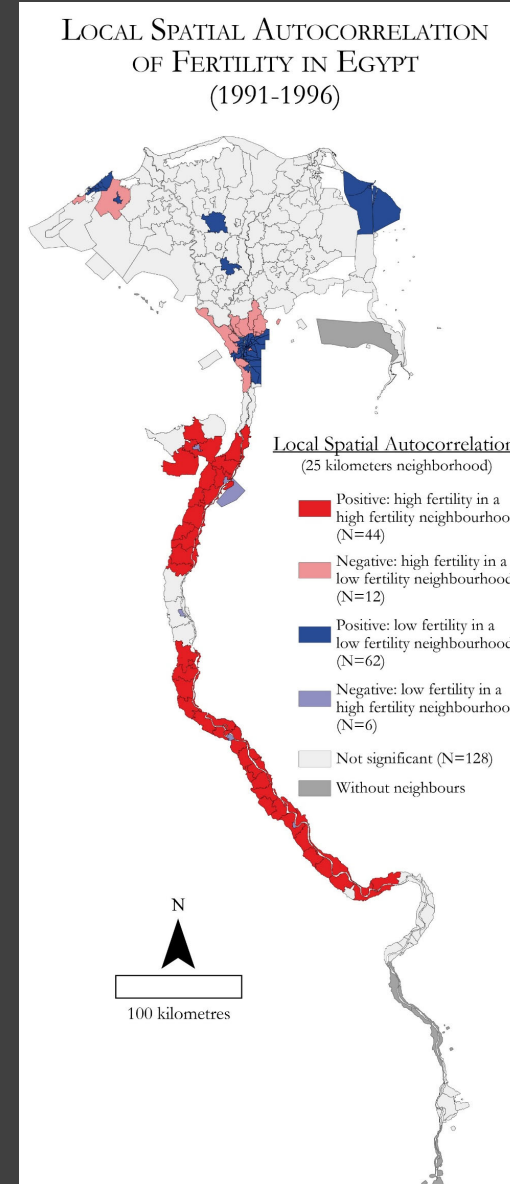 LOCAL SPATIAL AUTOCORRELATION
OF FERTILITY IN EGYPT
(1991-1996)
Local Spatial Autocorrelation
(25 kilometers neighborhood)
Positive: high fertility in a
high fertility neighbourhoo
(N=44)
Negative: high fertility in a
low fertility neighbourhood
(N=12)
Positive: low fertility in a
low fertility neighbourhood
(N=62)
Negative: low fertility in a
high fertility neighbourhoo
(N=6)
Not significant (N=128)
Without neighbours
N
100 kilometres